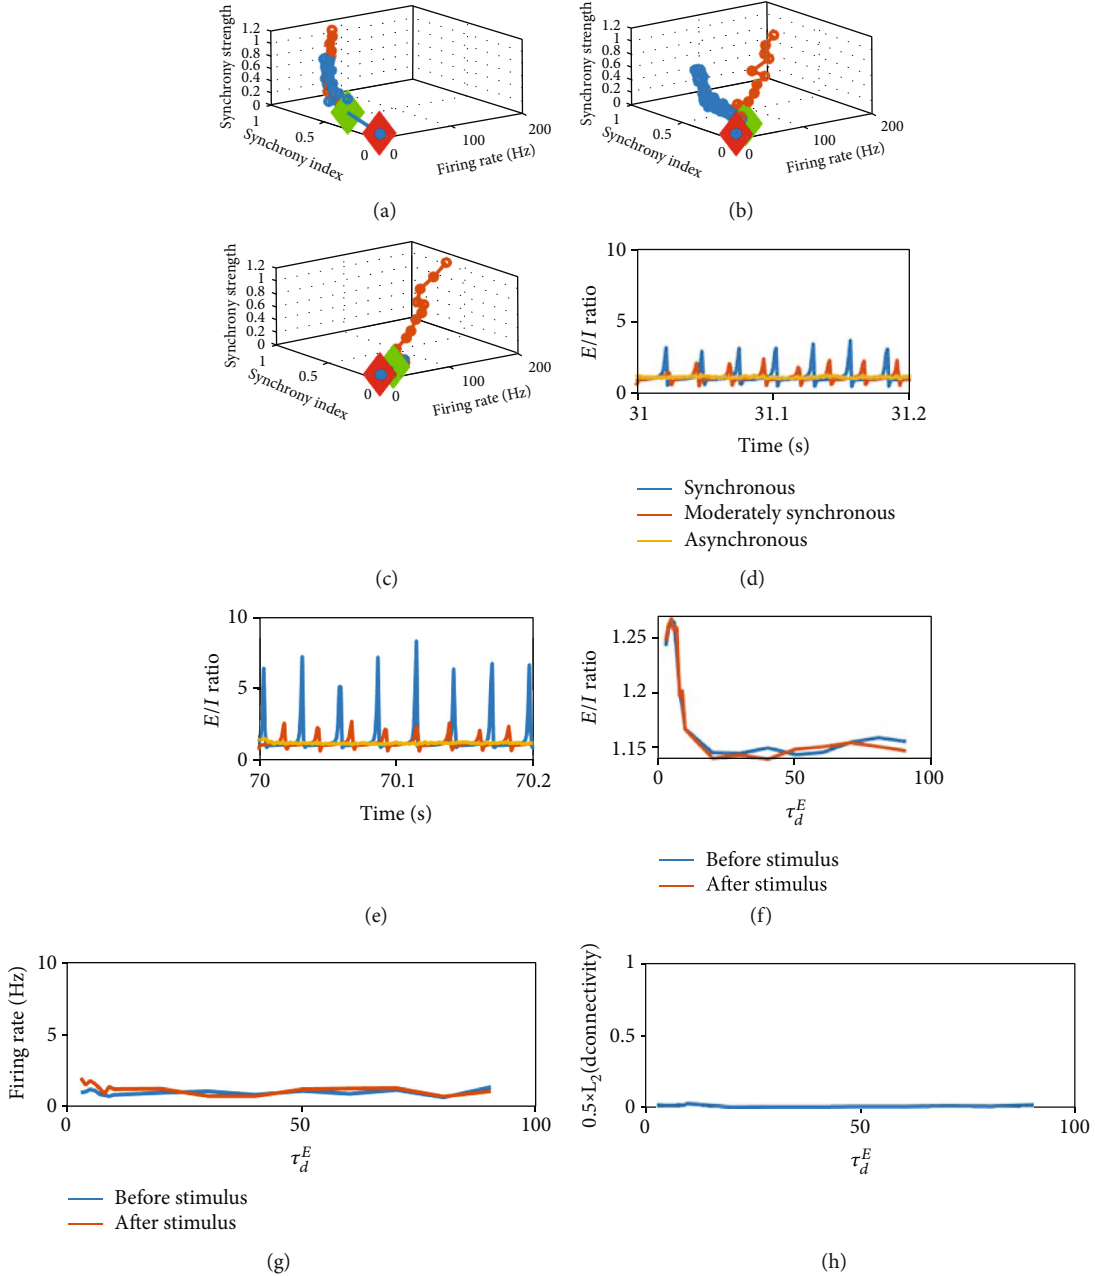 Synchrony strength
1.2
1
0.8
0.6
0.4
0.2
0
1
0.5
0
Synchrony index
0
100
200
Firing rate (Hz)
(a)
Synchrony strength
1.2
1
0.8
0.6
0.4
0.2
0
1
0.5
0
Synchrony index
0
100
200
Firing rate (Hz)
(b)
Synchrony strength
1.2
1
0.8
0.6
0.4
0.2
0
1
0.5
0
Synchrony index
0
100
200
Firing rate (Hz)
(c)
E/I ratio
10
5
0
31
31.1
31.2
Time (s)
Synchronous
Moderately synchronous
Asynchronous
(d)
E/I ratio
10
5
0
70
70.1
70.2
Time (s)
(e)
E/I ratio
1.25
1.2
1.15
0
50
100
τ_d^E
Before stimulus
After stimulus
(f)
Firing rate (Hz)
10
5
0
0
50
100
τ_d^E
Before stimulus
After stimulus
(g)
0.5×L₂(dconnectivity)
1
0.5
0
0
50
100
τ_d^E
(h)